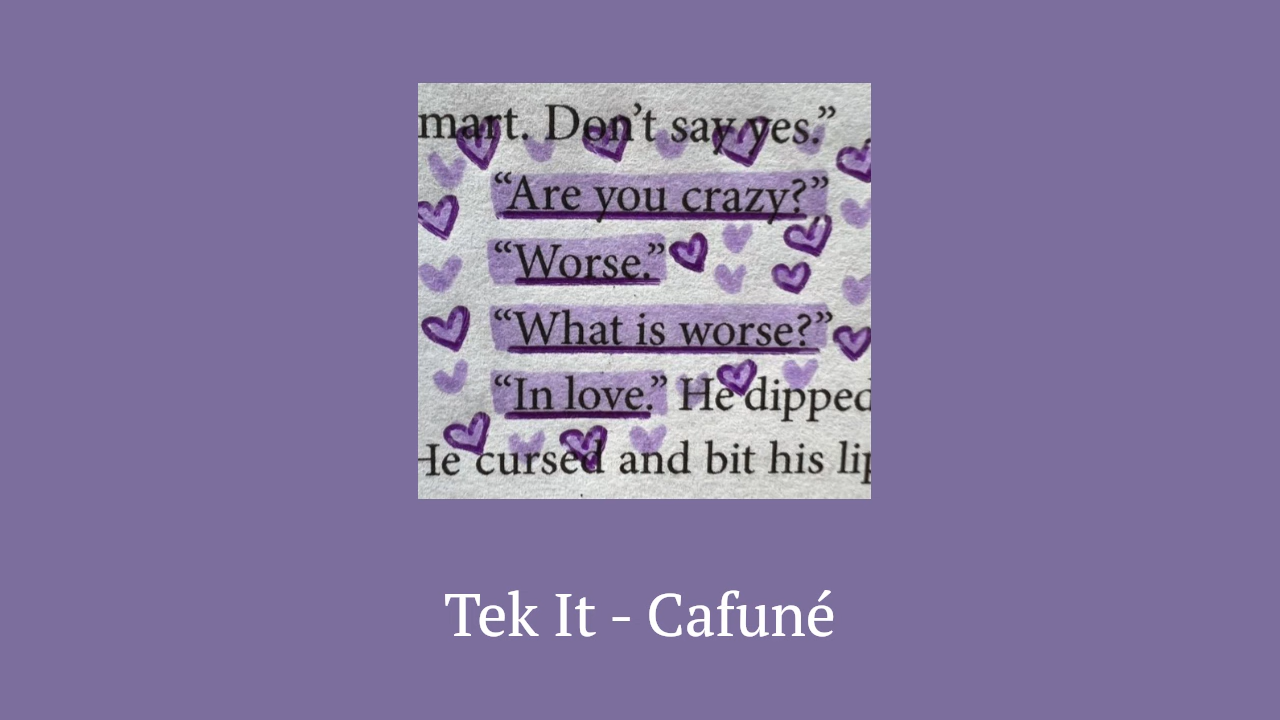 mart. Don't say yes.”
“Are you crazy?”
“Worse.”
“What is worse?”
“In love.” He dipped
He cursed and bit his lip
Tek It - Cafuné